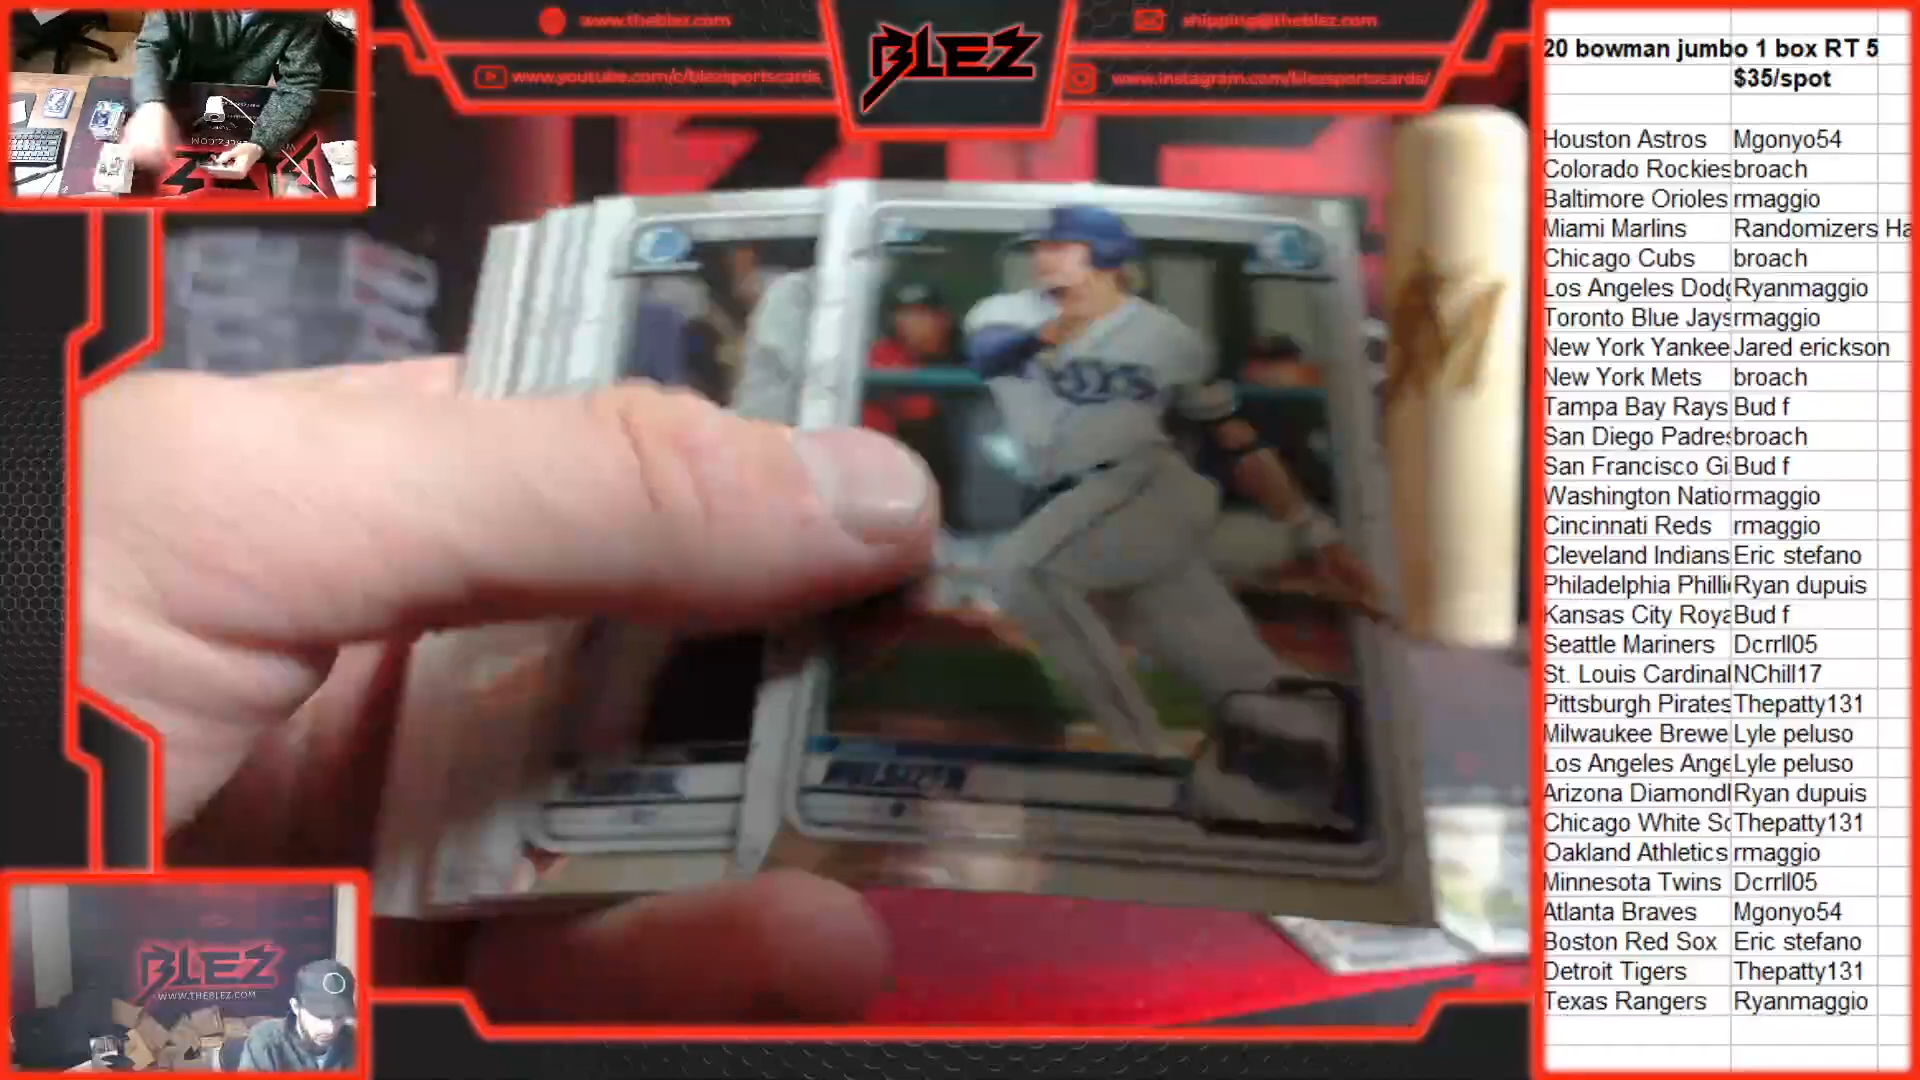 www.theblez.com
shipping@theblez.com
www.youtube.com/c/blezsportscards
www.instagram.com/blezsportscards/
BLEZ
20 bowman jumbo 1 box RT 5
$35/spot
Houston Astros Mgonyo54
Colorado Rockies broach
Baltimore Orioles rmaggio
Miami Marlins Randomizers Ha
Chicago Cubs broach
Los Angeles Dodg Ryanmaggio
Toronto Blue Jays rmaggio
New York Yankee Jared erickson
New York Mets broach
Tampa Bay Rays Bud f
San Diego Padres broach
San Francisco Gi Bud f
Washington Natio rmaggio
Cincinnati Reds rmaggio
Cleveland Indians Eric stefano
Philadelphia Philli Ryan dupuis
Kansas City Roya Bud f
Seattle Mariners Dcrrll05
St. Louis Cardinal NChill17
Pittsburgh Pirates Thepatty131
Milwaukee Brewe Lyle peluso
Los Angeles Ange Lyle peluso
Arizona Diamond Ryan dupuis
Chicago White So Thepatty131
Oakland Athletics rmaggio
Minnesota Twins Dcrrll05
Atlanta Braves Mgonyo54
Boston Red Sox Eric stefano
Detroit Tigers Thepatty131
Texas Rangers Ryanmaggio
RAYS
BLEZ
WWW.THEBLEZ.COM